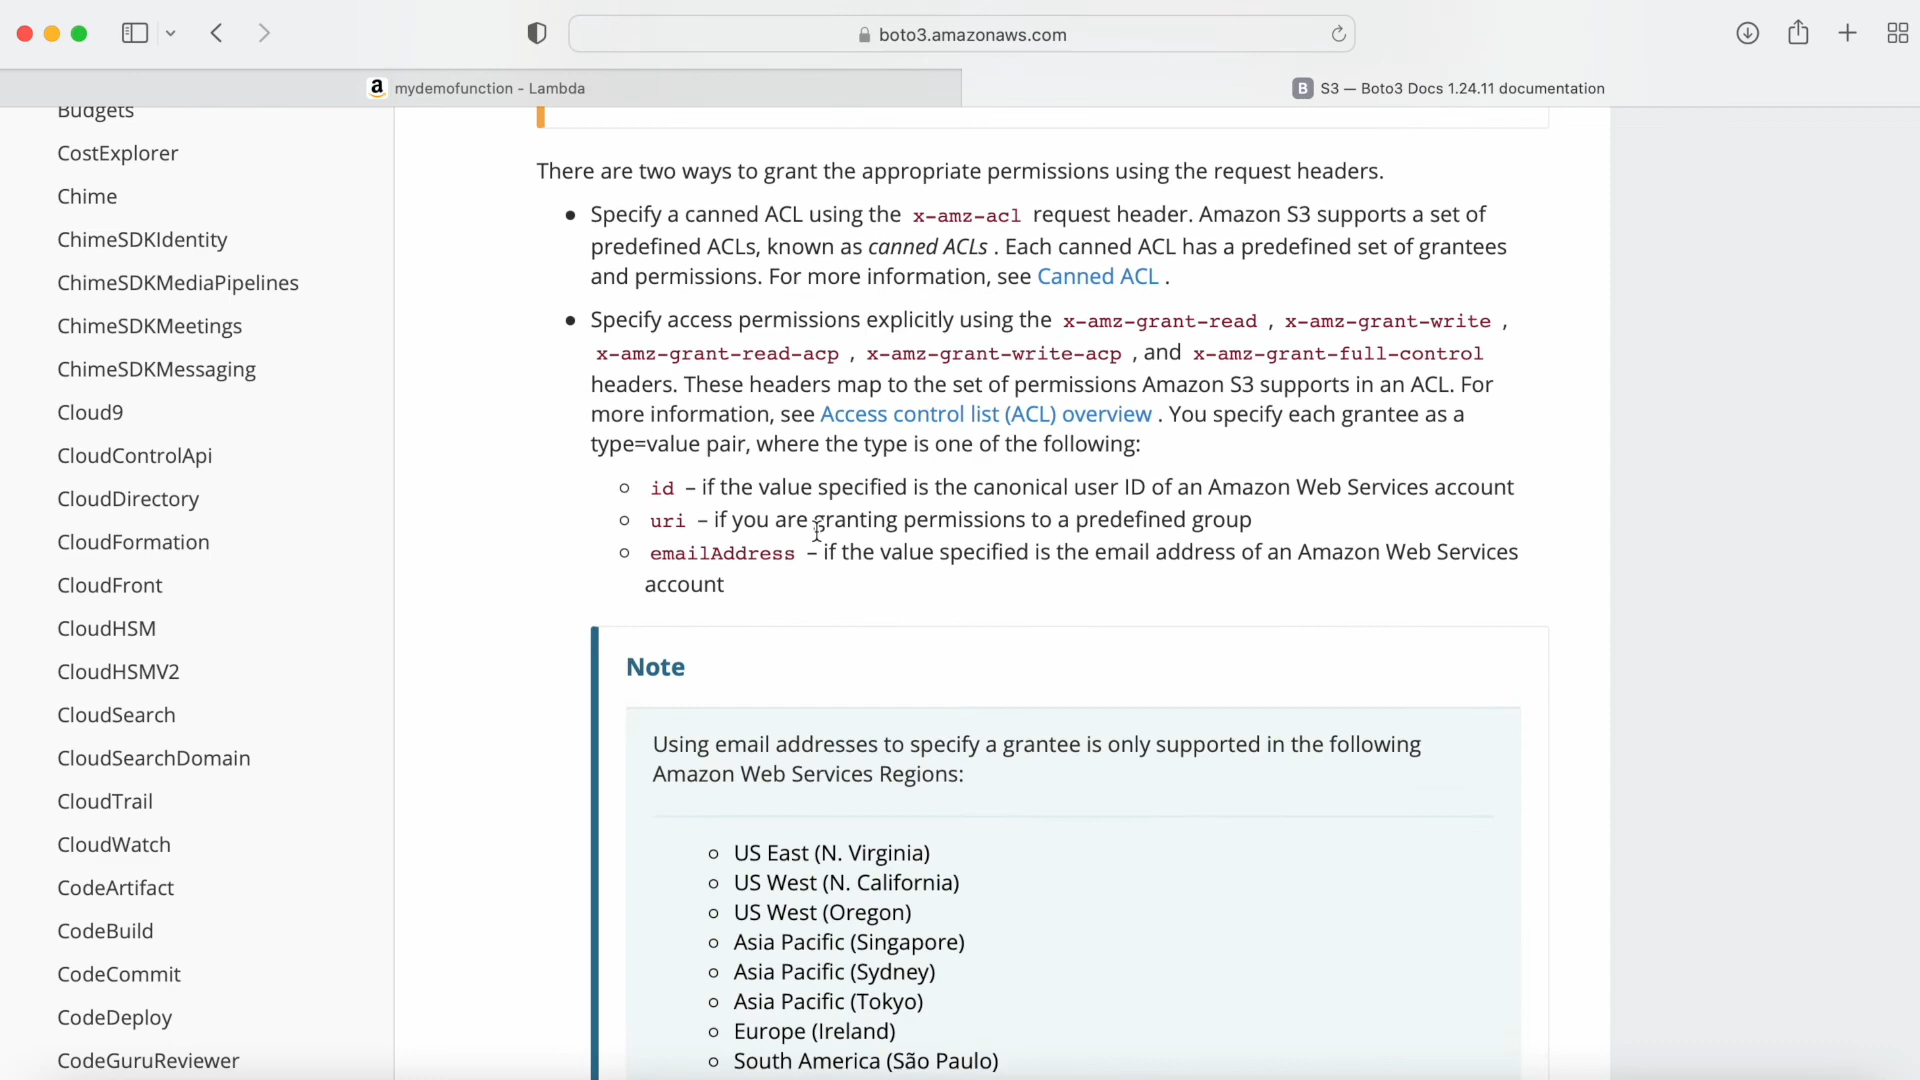 boto3.amazonaws.com
mydemofunction - Lambda
B S3 — Boto3 Docs 1.24.11 documentation
Budgets
CostExplorer
Chime
ChimeSDKIdentity
ChimeSDKMediaPipelines
ChimeSDKMeetings
ChimeSDKMessaging
Cloud9
CloudControlApi
CloudDirectory
CloudFormation
CloudFront
CloudHSM
CloudHSMV2
CloudSearch
CloudSearchDomain
CloudTrail
CloudWatch
CodeArtifact
CodeBuild
CodeCommit
CodeDeploy
CodeGuruReviewer
There are two ways to grant the appropriate permissions using the request headers.
Specify a canned ACL using the x-amz-acl request header. Amazon S3 supports a set of
predefined ACLs, known as canned ACLs . Each canned ACL has a predefined set of grantees
and permissions. For more information, see Canned ACL .
Specify access permissions explicitly using the x-amz-grant-read , x-amz-grant-write ,
x-amz-grant-read-acp , x-amz-grant-write-acp , and x-amz-grant-full-control
headers. These headers map to the set of permissions Amazon S3 supports in an ACL. For
more information, see Access control list (ACL) overview . You specify each grantee as a
type=value pair, where the type is one of the following:
id – if the value specified is the canonical user ID of an Amazon Web Services account
uri – if you are granting permissions to a predefined group
emailAddress – if the value specified is the email address of an Amazon Web Services
account
Note
Using email addresses to specify a grantee is only supported in the following
Amazon Web Services Regions:
US East (N. Virginia)
US West (N. California)
US West (Oregon)
Asia Pacific (Singapore)
Asia Pacific (Sydney)
Asia Pacific (Tokyo)
Europe (Ireland)
South America (São Paulo)